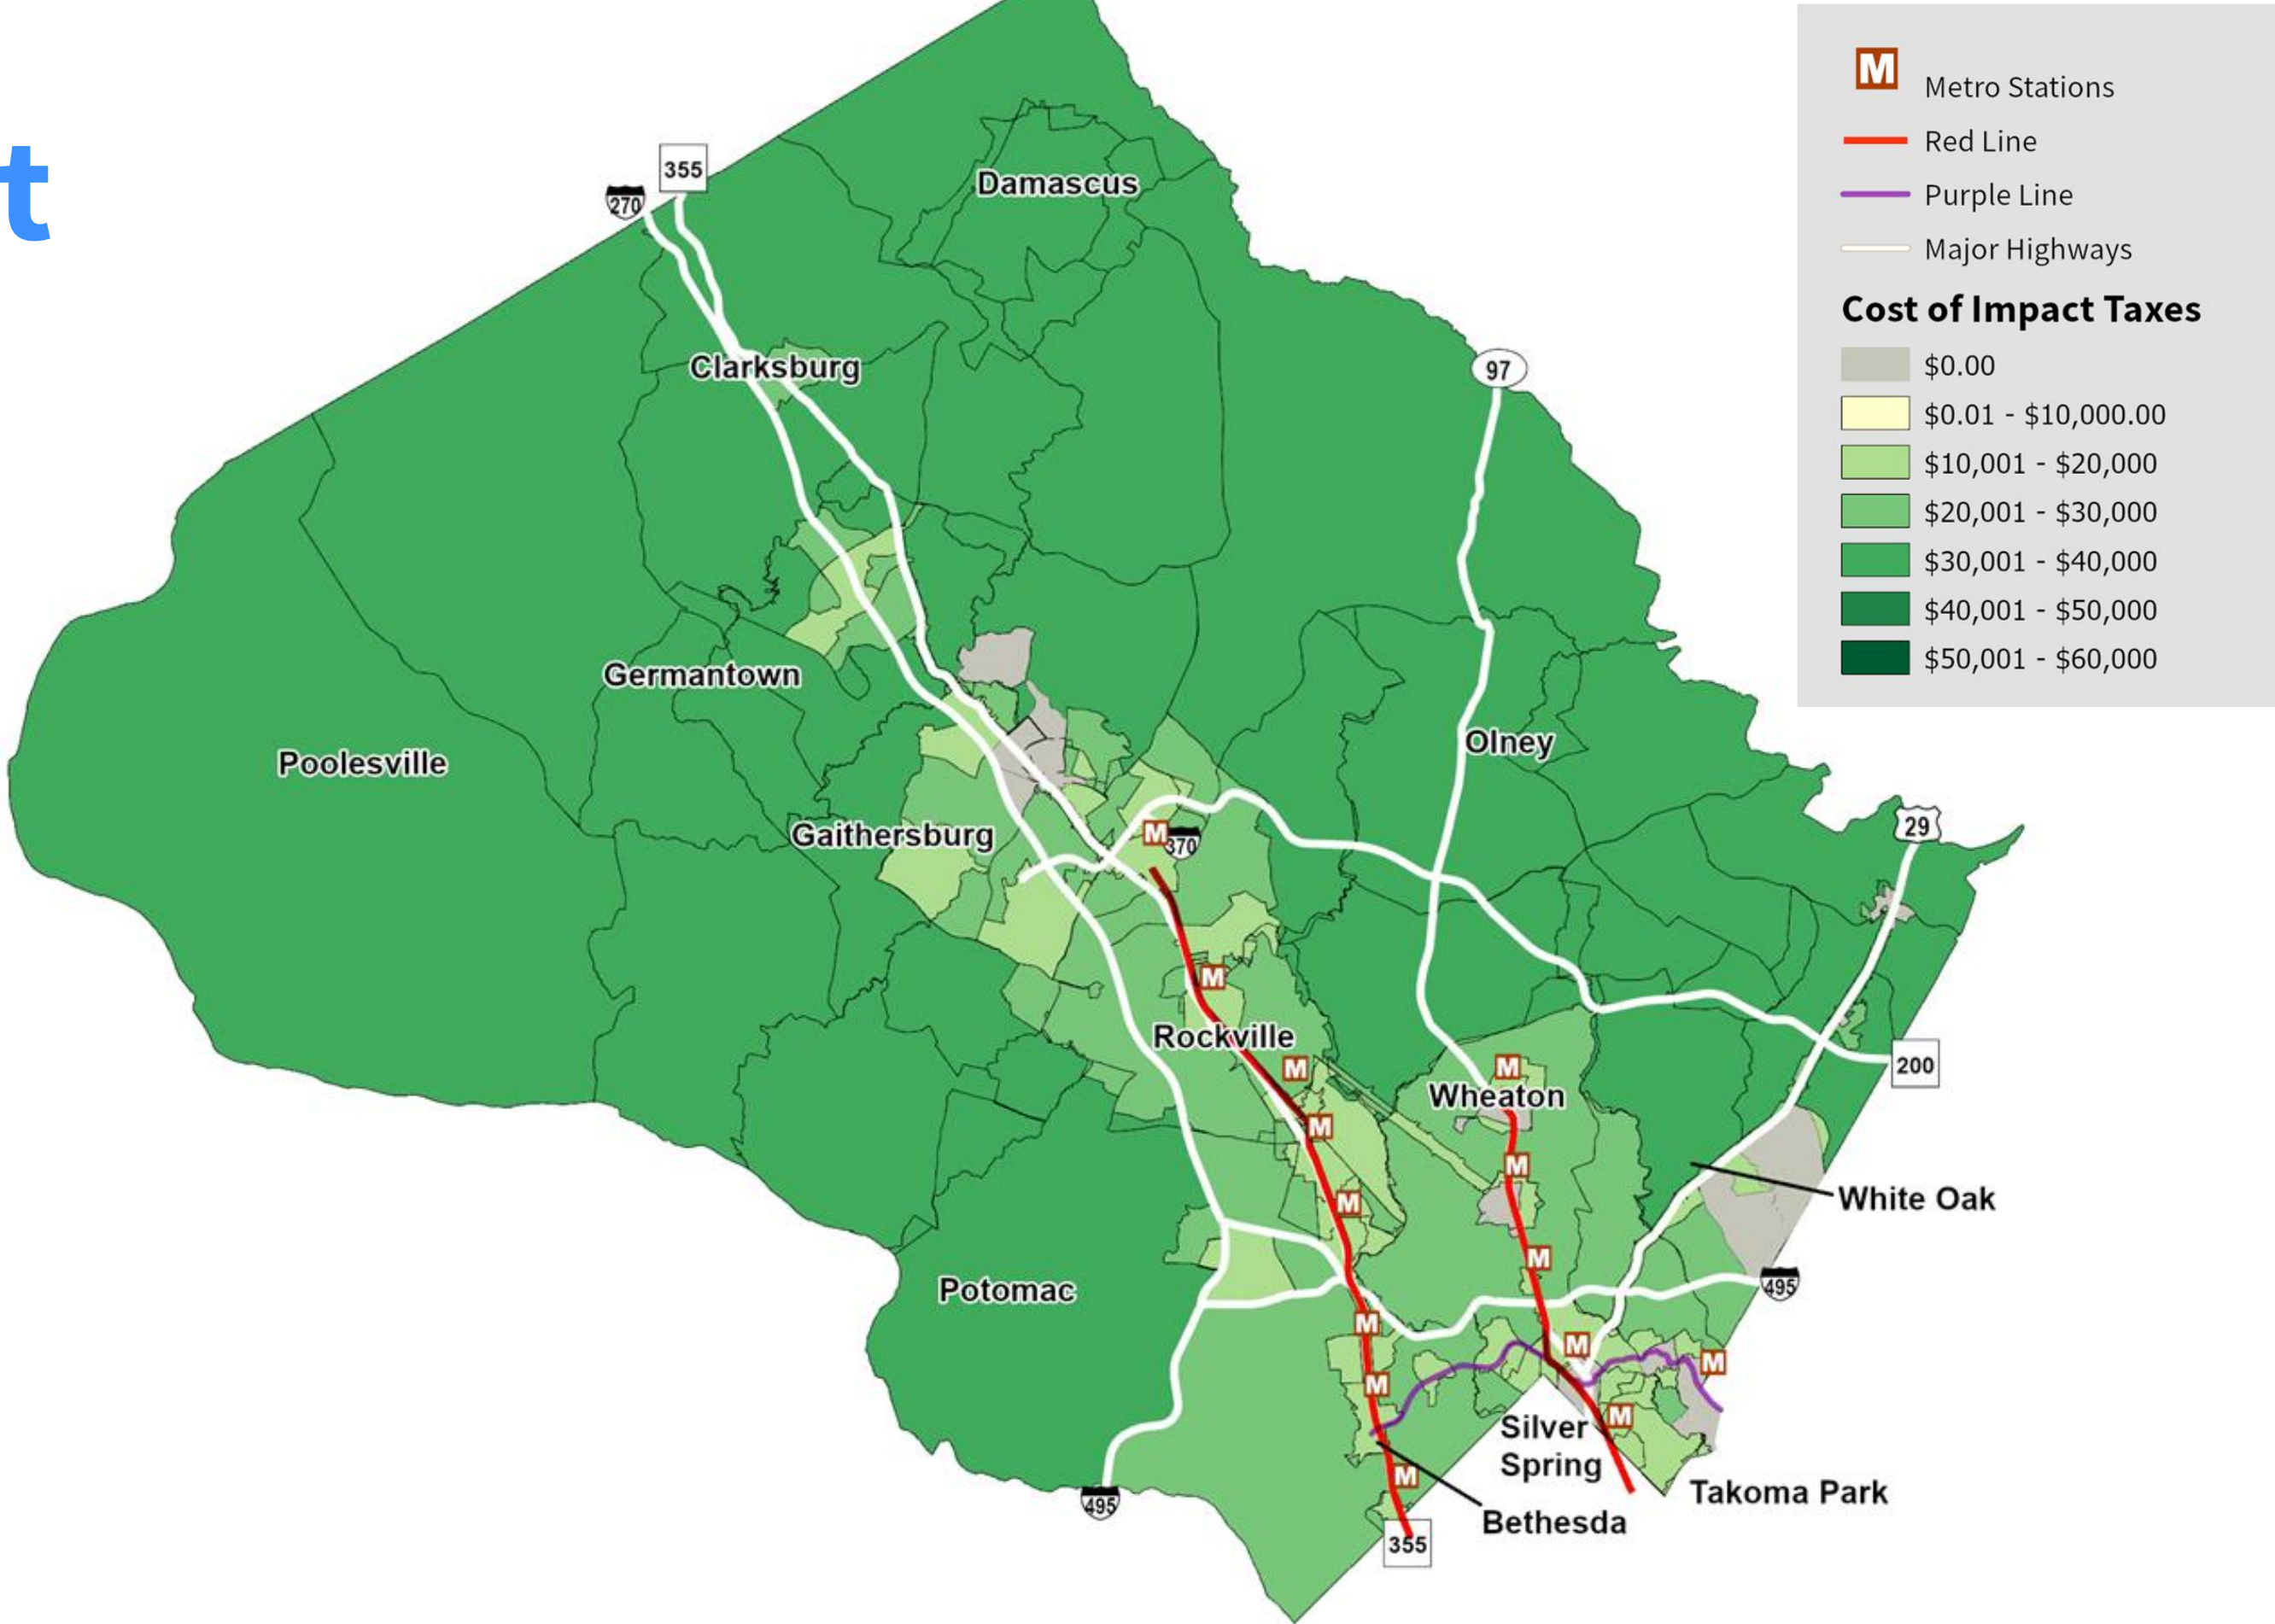 t
M Metro Stations
Red Line
Purple Line
Major Highways
Cost of Impact Taxes
$0.00
$0.01 - $10,000.00
$10,001 - $20,000
$20,001 - $30,000
$30,001 - $40,000
$40,001 - $50,000
$50,001 - $60,000
355
270
Damascus
Clarksburg
97
Germantown
Olney
Poolesville
29
Gaithersburg
M
370
M
Rockville
M
M
200
Wheaton
M
M
White Oak
M
M
495
Potomac
M
M
M
M
Silver
Spring
M
M
Takoma Park
495
Bethesda
355